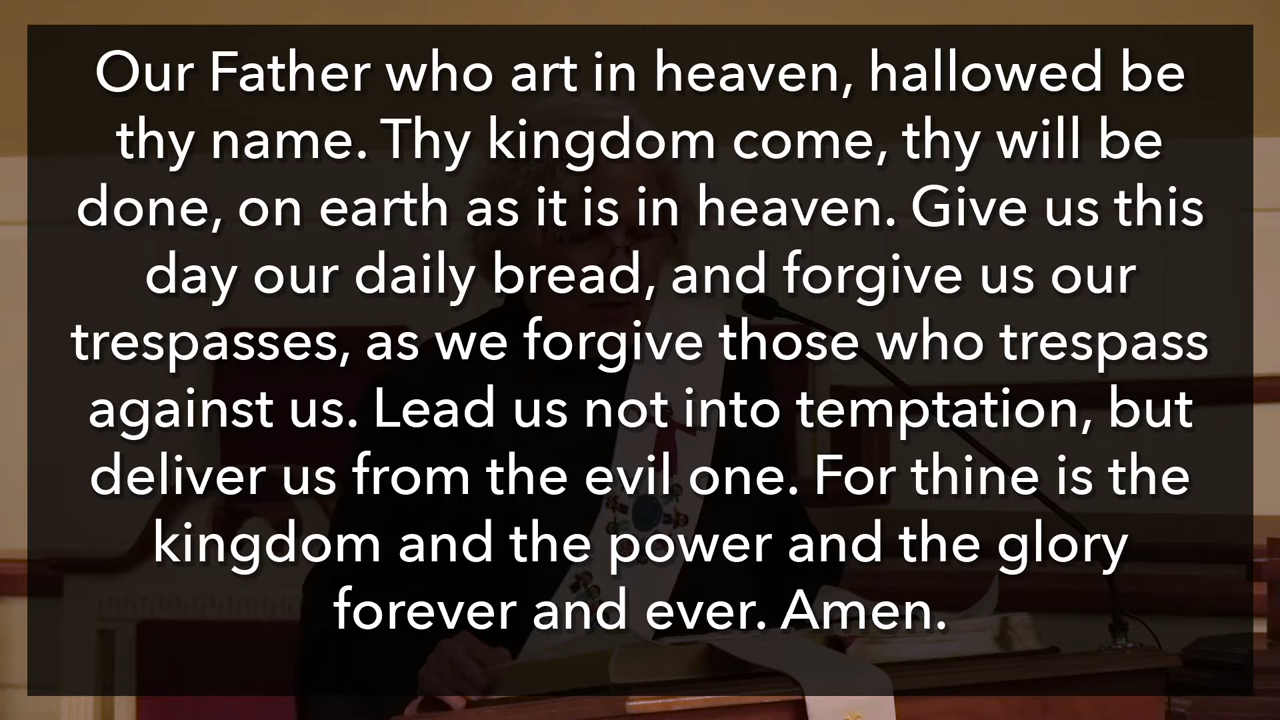 Our Father who art in heaven, hallowed be
thy name. Thy kingdom come, thy will be
done, on earth as it is in heaven. Give us this
day our daily bread, and forgive us our
trespasses, as we forgive those who trespass
against us. Lead us not into temptation, but
deliver us from the evil one. For thine is the
kingdom and the power and the glory
forever and ever. Amen.